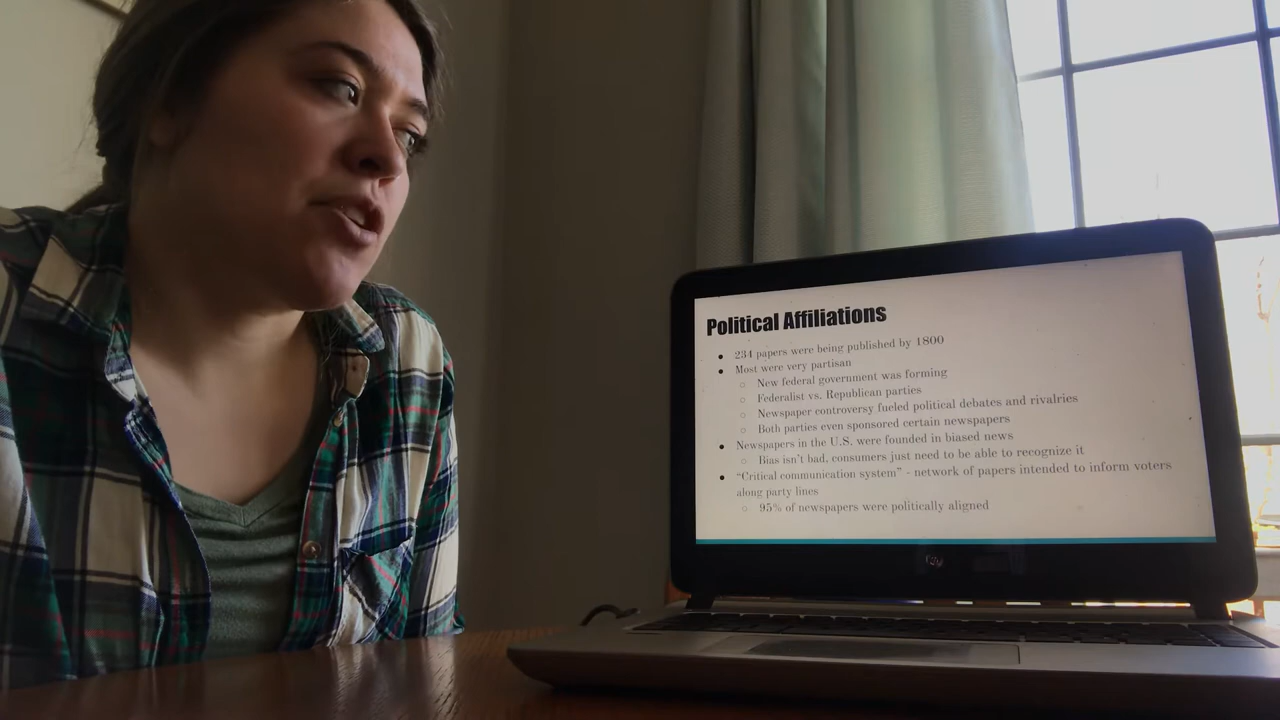 Political Affiliations
● 234 papers were being published by 1800
● Most were very partisan
○ New federal government was forming
○ Federalist vs. Republican parties
○ Newspaper controversy fueled political debates and rivalries
○ Both parties even sponsored certain newspapers
● Newspapers in the U.S. were founded in biased news
○ Bias isn't bad, consumers just need to be able to recognize it
● “Critical communication system” - network of papers intended to inform voters
along party lines
○ 95% of newspapers were politically aligned
hp